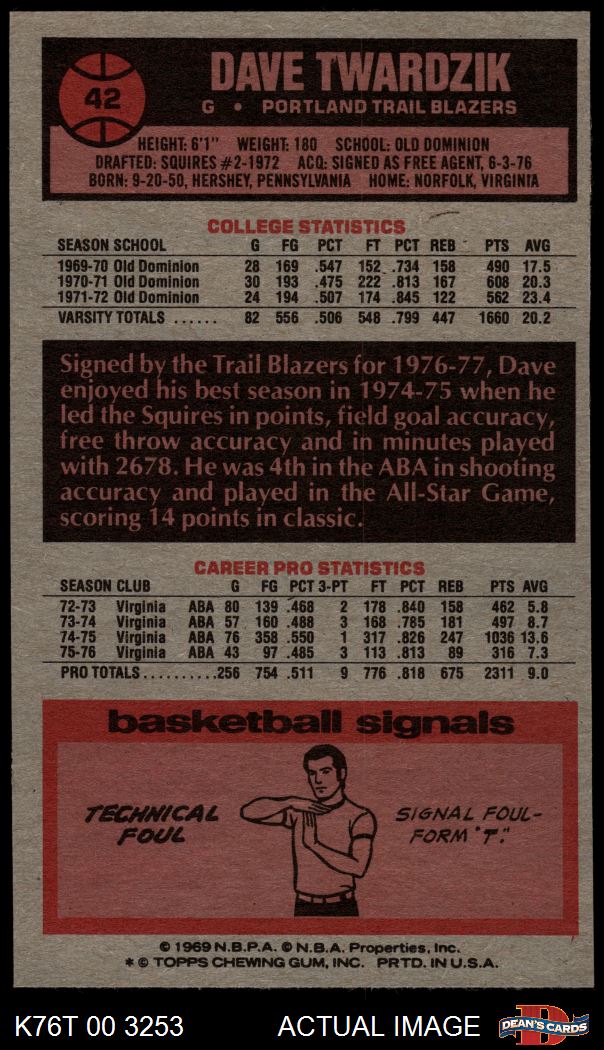 42
DAVE TWARDZIK
G • PORTLAND TRAIL BLAZERS
HEIGHT: 6'1" WEIGHT: 180 SCHOOL: OLD DOMINION
DRAFTED: SQUIRES #2-1972 ACQ: SIGNED AS FREE AGENT, 6-3-76
BORN: 9-20-50, HERSHEY, PENNSYLVANIA HOME: NORFOLK, VIRGINIA
COLLEGE STATISTICS
SEASON SCHOOL G FG PCT FT PCT REB PTS AVG
1969-70 Old Dominion 28 169 .547 152 .734 158 490 17.5
1970-71 Old Dominion 30 193 .475 222 .813 167 608 20.3
1971-72 Old Dominion 24 194 .507 174 .845 122 562 23.4
VARSITY TOTALS ...... 82 556 .506 548 .799 447 1660 20.2
Signed by the Trail Blazers for 1976-77, Dave
enjoyed his best season in 1974-75 when he
led the Squires in points, field goal accuracy,
free throw accuracy and in minutes played
with 2678. He was 4th in the ABA in shooting
accuracy and played in the All-Star Game,
scoring 14 points in classic.
CAREER PRO STATISTICS
SEASON CLUB G FG PCT 3-PT FT PCT REB PTS AVG
72-73 Virginia ABA 80 139 .468 2 178 .840 158 462 5.8
73-74 Virginia ABA 57 160 .488 3 168 .785 181 497 8.7
74-75 Virginia ABA 76 358 .550 1 317 .826 247 1036 13.6
75-76 Virginia ABA 43 97 .485 3 113 .813 89 316 7.3
PRO TOTALS..........256 754 .511 9 776 .818 675 2311 9.0
basketball signals
TECHNICAL
FOUL
SIGNAL FOUL-
FORM "T."
© 1969 N.B.P.A. © N.B.A. Properties, Inc.
* © TOPPS CHEWING GUM, INC. PRTD. IN U.S.A.
K76T 00 3253 ACTUAL IMAGE
D
DEAN'S CARDS